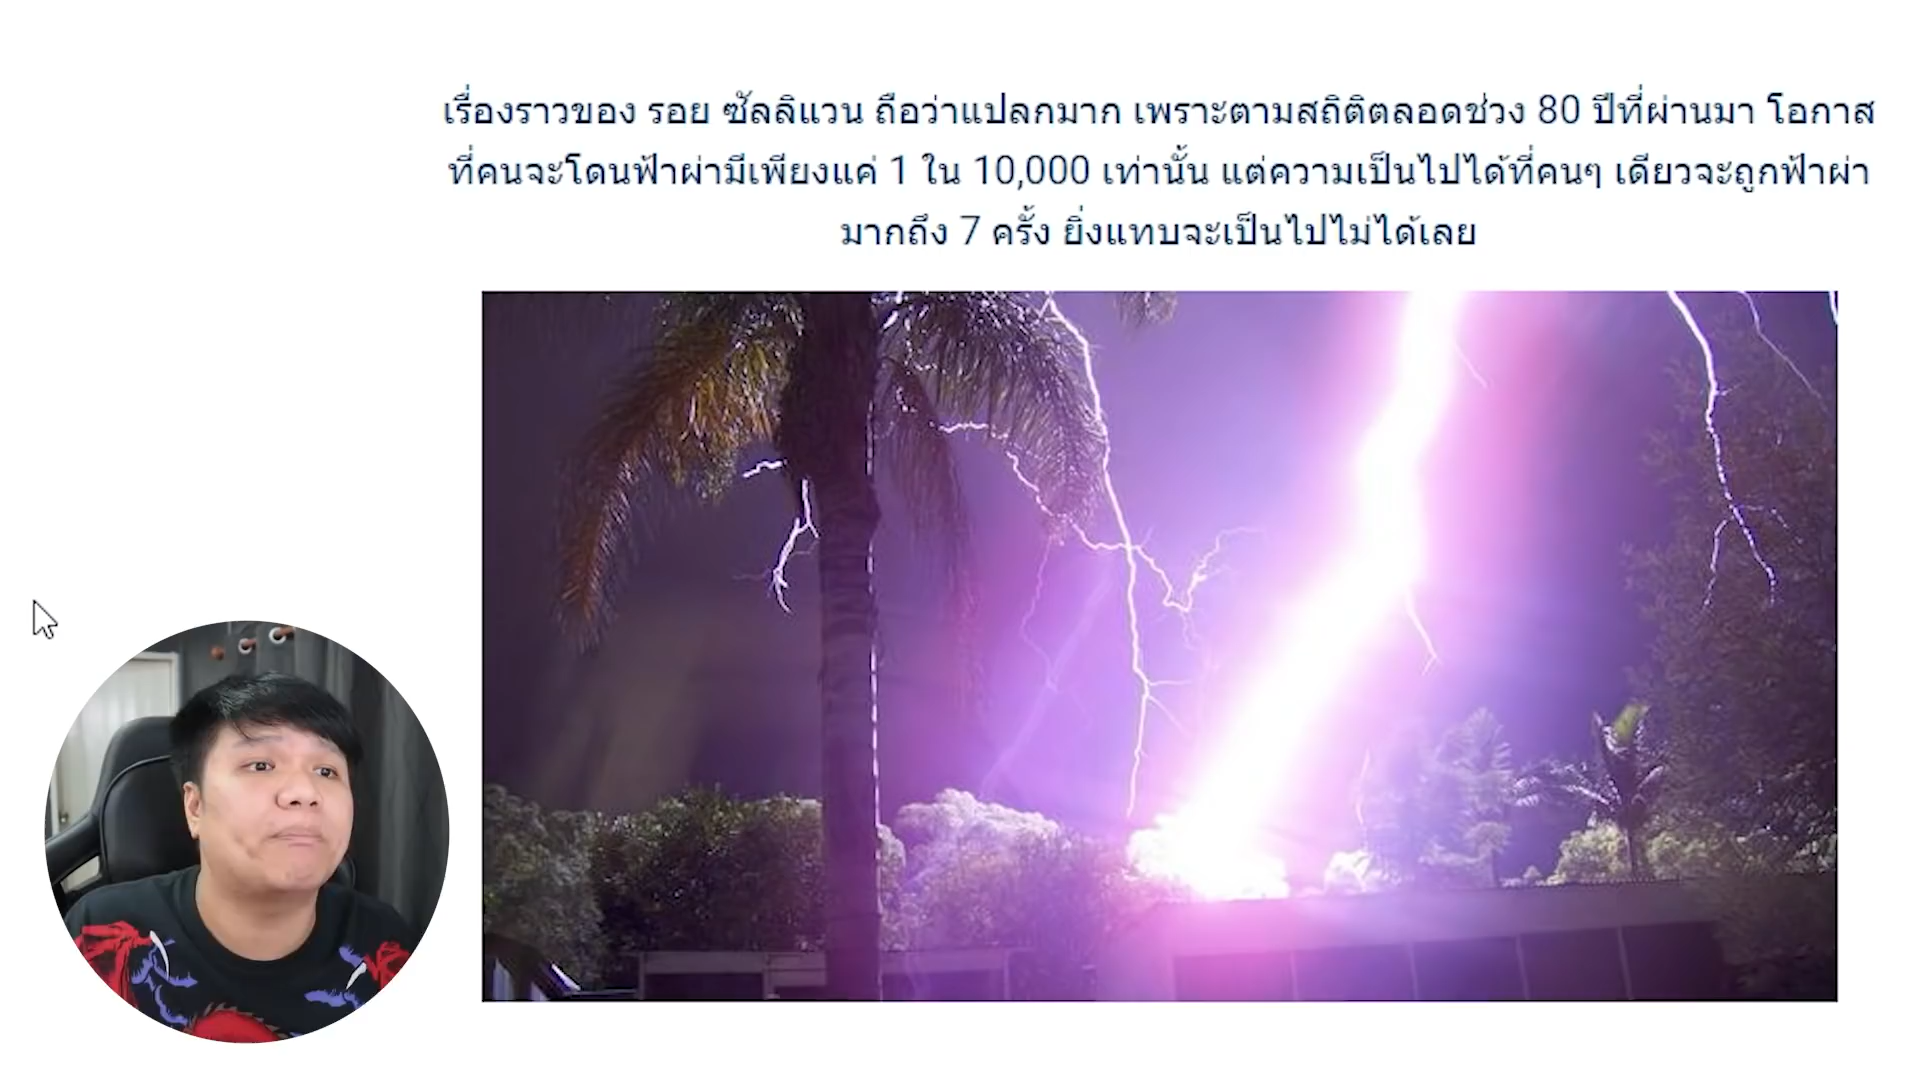 เรื่องราวของ รอย ซัลลิแวน ถือว่าแปลกมาก เพราะตามสถิติตลอดช่วง 80 ปีที่ผ่านมา โอกาส
ที่คนจะโดนฟ้าผ่ามีเพียงแค่ 1 ใน 10,000 เท่านั้น แต่ความเป็นไปได้ที่คนๆ เดียวจะถูกฟ้าผ่า
มากถึง 7 ครั้ง ยิ่งแทบจะเป็นไปไม่ได้เลย